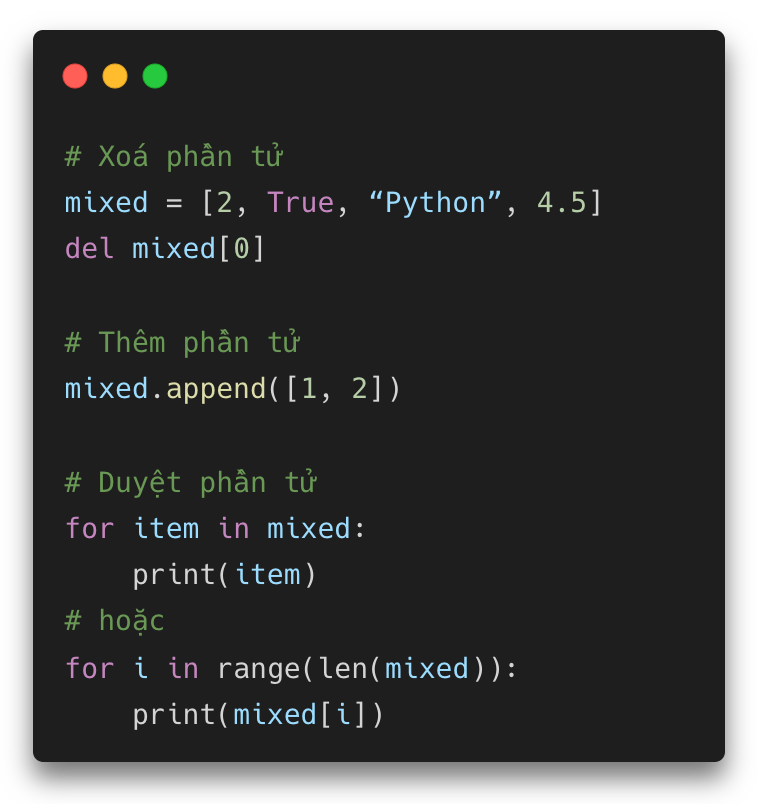 # Xoá phần tử
mixed = [2, True, “Python”, 4.5]
del mixed[0]
# Thêm phần tử
mixed.append([1, 2])
# Duyệt phần tử
for item in mixed:
    print(item)
# hoặc
for i in range(len(mixed)):
    print(mixed[i])